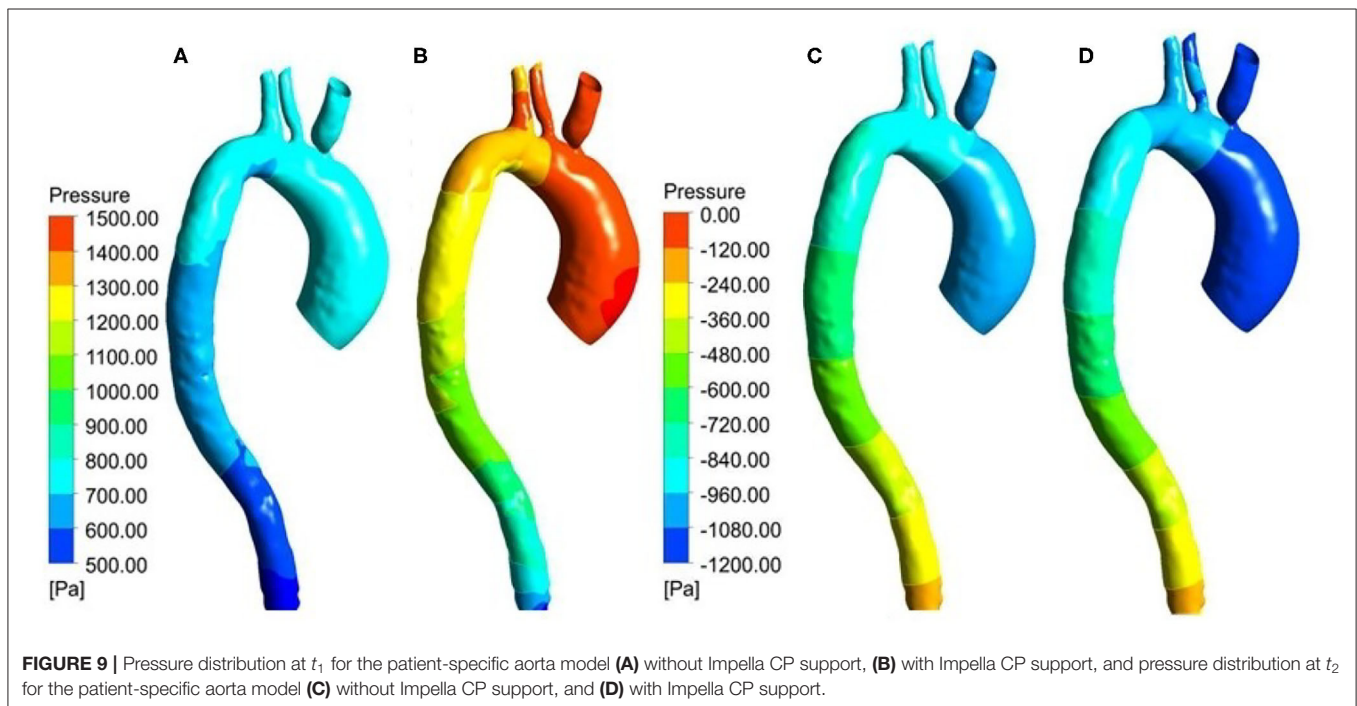 A
B
C
D
Pressure
1500.00
1400.00
1300.00
1200.00
1100.00
1000.00
900.00
800.00
700.00
600.00
500.00
[Pa]
Pressure
0.00
-120.00
-240.00
-360.00
-480.00
-600.00
-720.00
-840.00
-960.00
-1080.00
-1200.00
[Pa]
FIGURE 9 | Pressure distribution at t₁ for the patient-specific aorta model (A) without Impella CP support, (B) with Impella CP support, and pressure distribution at t₂
for the patient-specific aorta model (C) without Impella CP support, and (D) with Impella CP support.